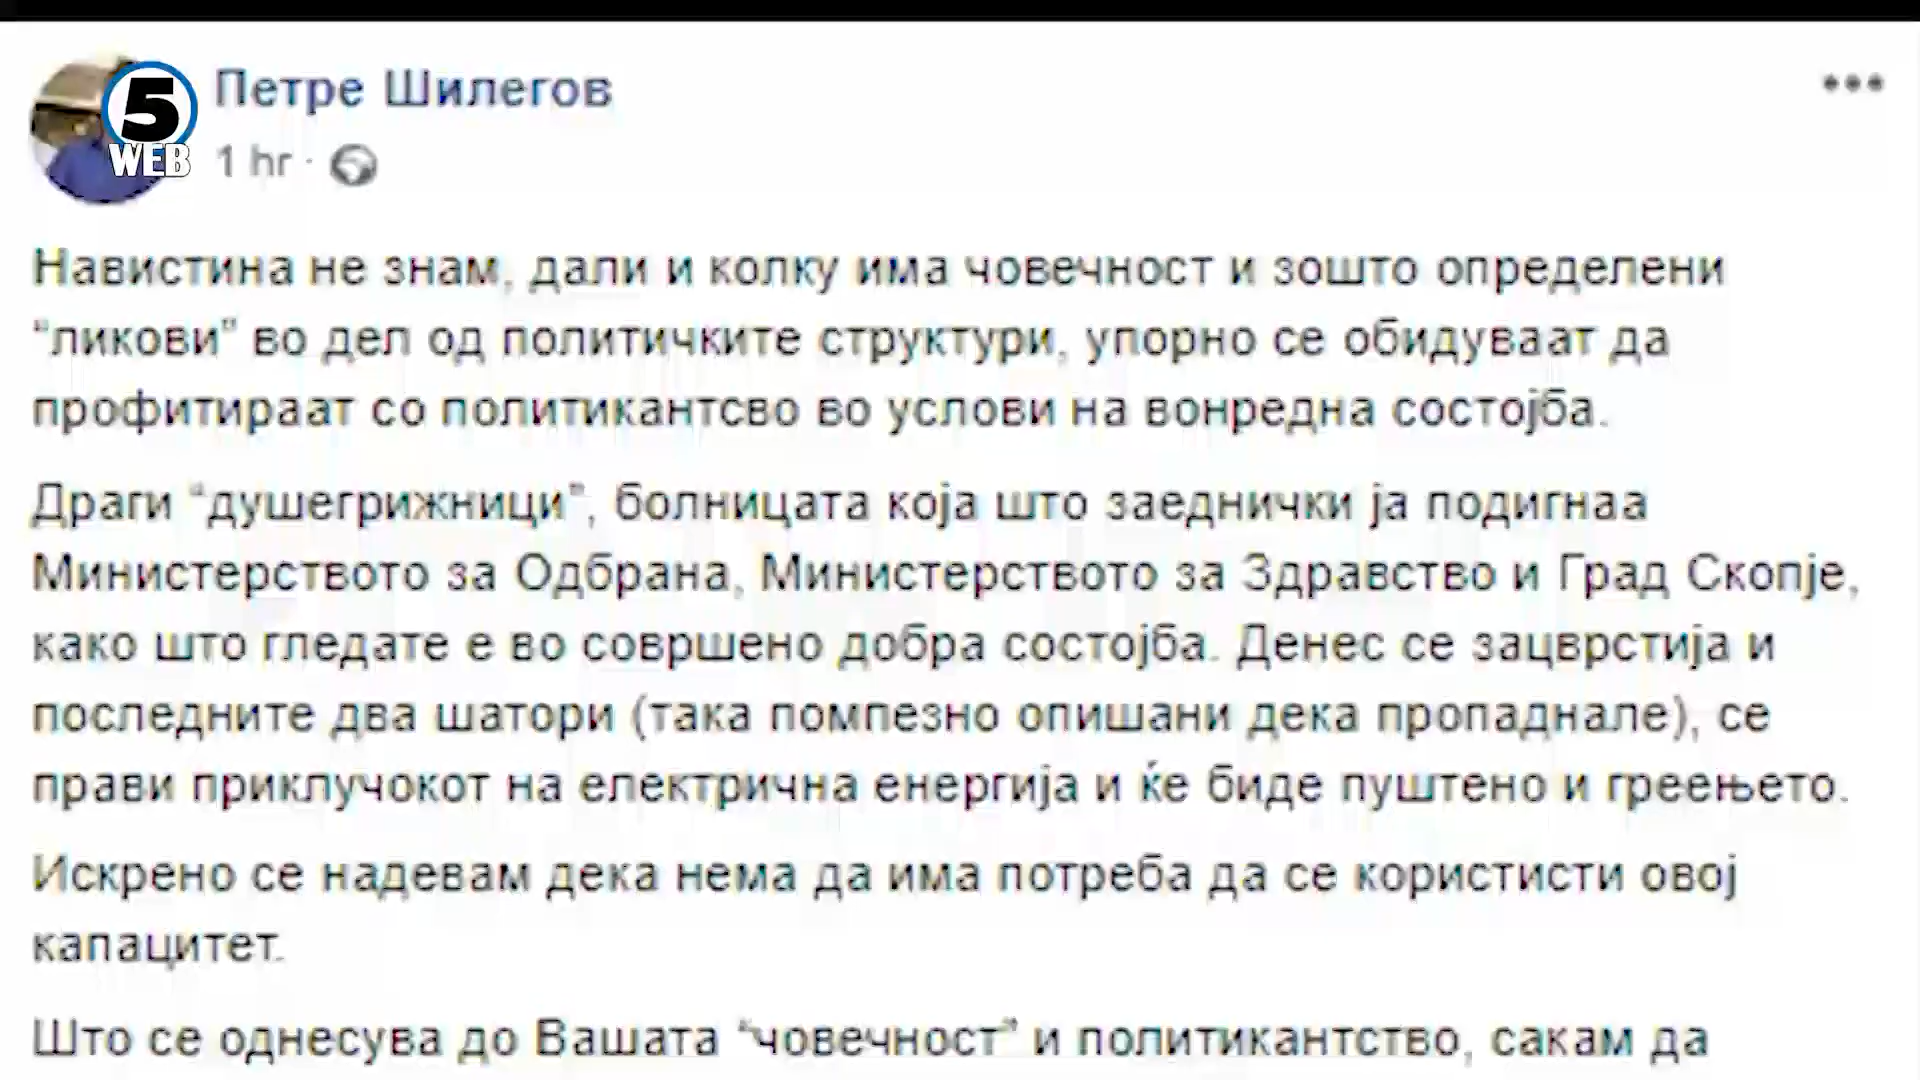 5
WEB
Петре Шилегов
1 hr ·
Навистина не знам, дали и колку има човечност и зошто определени
“ликови” во дел од политичките структури, упорно се обидуваат да
профитираат со политикантсво во услови на вонредна состојба.
Драги “душегрижници”, болницата која што заеднички ја подигнаа
Министерството за Одбрана, Министерството за Здравство и Град Скопје,
како што гледате е во совршено добра состојба. Денес се зацврстија и
последните два шатори (така помпезно опишани дека пропаднале), се
прави приклучокот на електрична енергија и ќе биде пуштено и греењето.
Искрено се надевам дека нема да има потреба да се користисти овој
капацитет.
Што се однесува до Вашата “човечност” и политикантство, сакам да